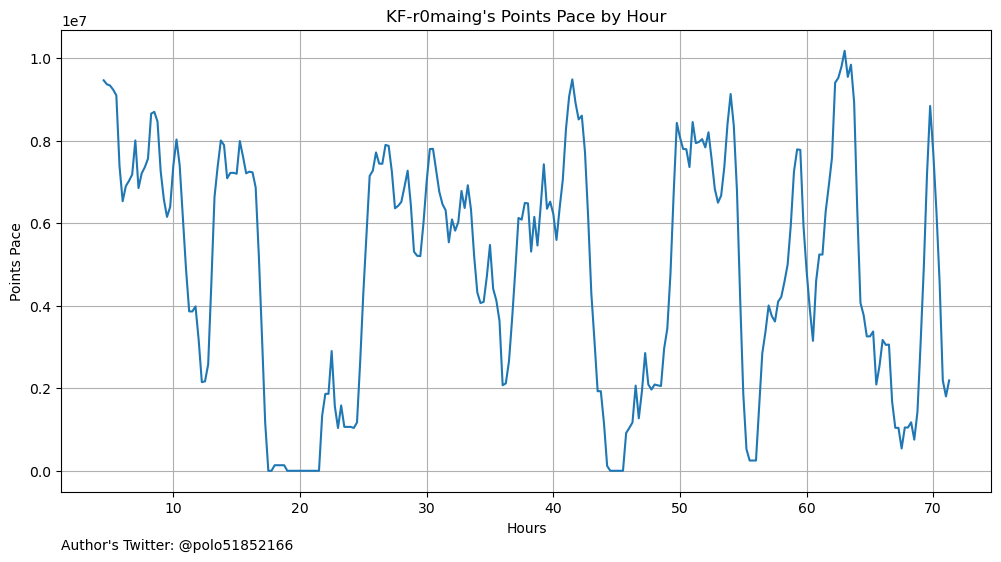 KF-r0maing's Points Pace by Hour
1e7
1.0
0.8
0.6
0.4
0.2
0.0
Points Pace
10 20 30 40 50 60 70
Hours
Author's Twitter: @polo51852166